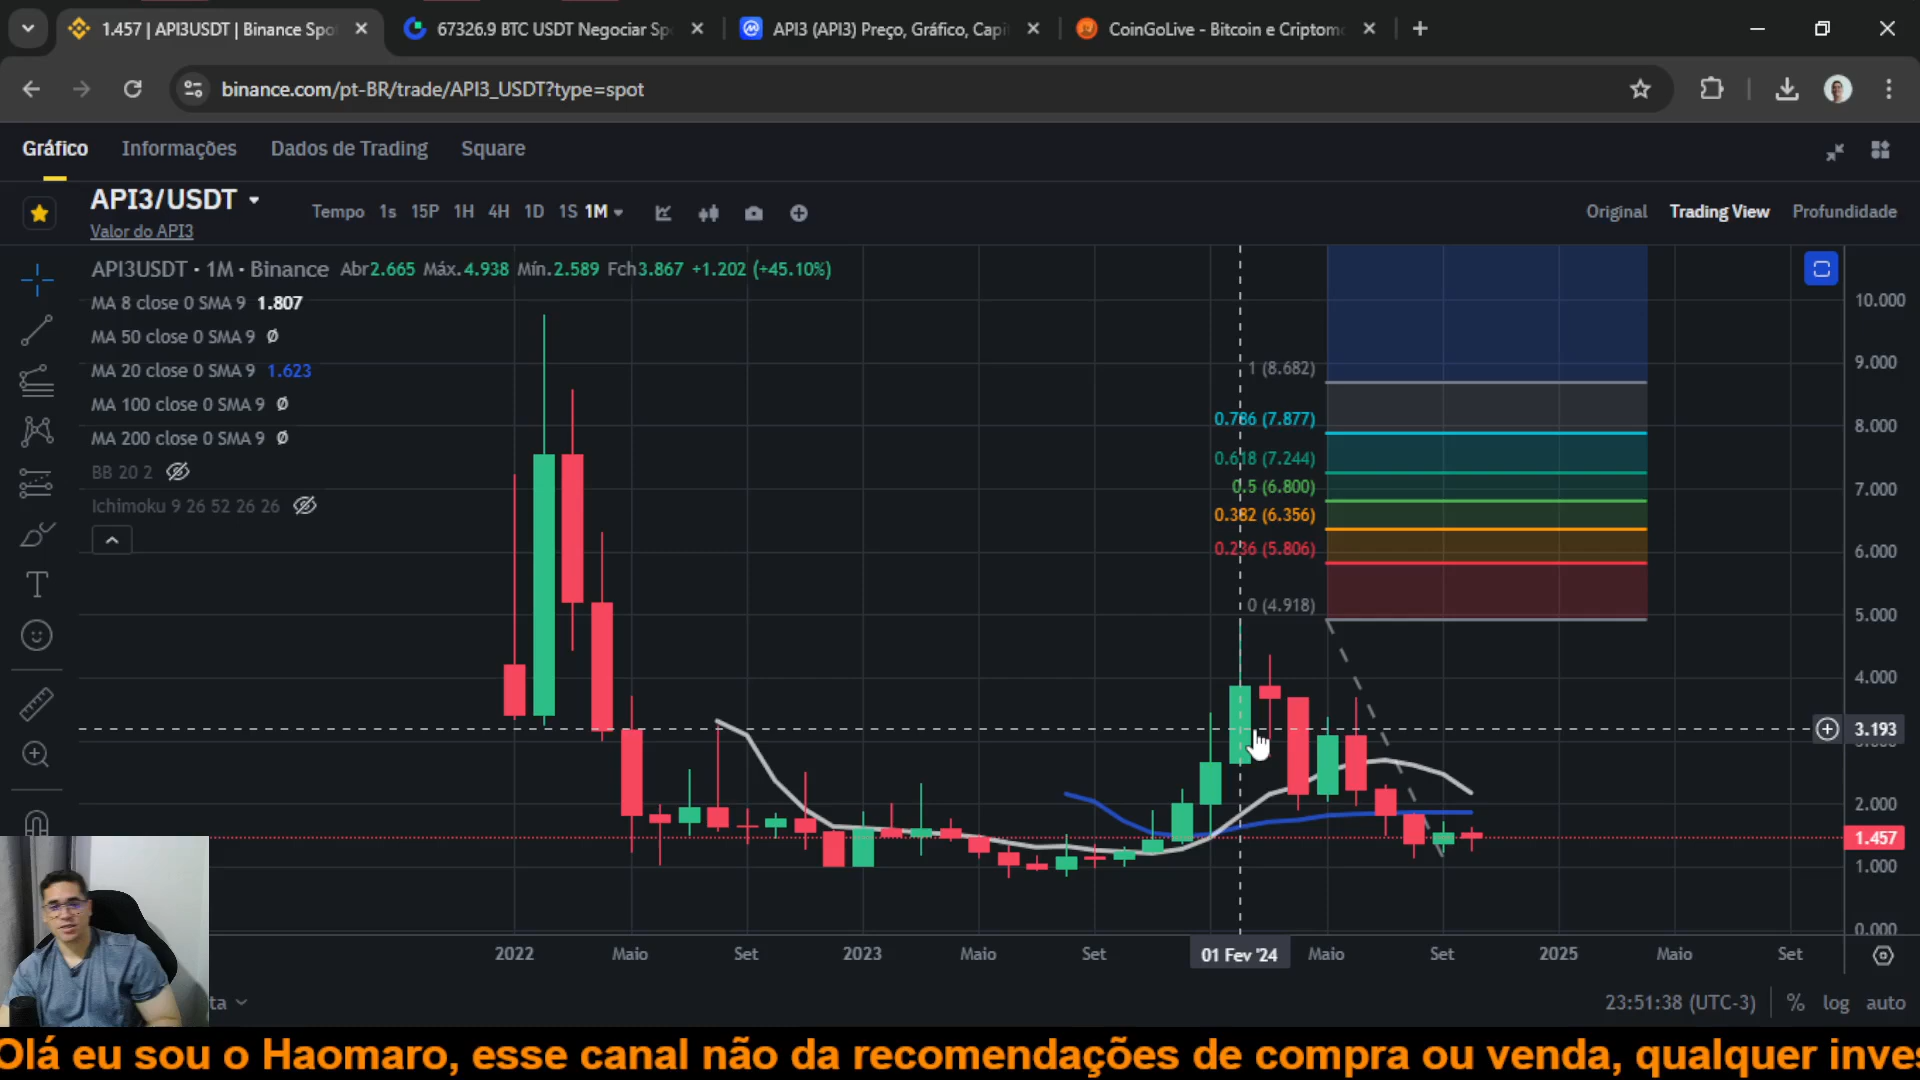 1.457 | API3USDT | Binance Spo
67326.9 BTC USDT Negociar Sp
API3 (API3) Preço, Gráfico, Capi
CoinGoLive - Bitcoin e Criptom
binance.com/pt-BR/trade/API3_USDT?type=spot
Gráfico Informações Dados de Trading Square
API3/USDT
Valor do API3
Tempo 1s 15P 1H 4H 1D 1S 1M
Original Trading View Profundidade
API3USDT · 1M · Binance Abr2.665 Máx.4.938 Mín.2.589 Fch3.867 +1.202 (+45.10%)
MA 8 close 0 SMA 9 1.807
MA 50 close 0 SMA 9 Ø
MA 20 close 0 SMA 9 1.623
MA 100 close 0 SMA 9 Ø
MA 200 close 0 SMA 9 Ø
BB 20 2
Ichimoku 9 26 52 26 26
1 (8.682)
0.786 (7.877)
0.618 (7.244)
0.5 (6.800)
0.382 (6.356)
0.236 (5.806)
0 (4.918)
10.000
9.000
8.000
7.000
6.000
5.000
4.000
3.193
2.000
1.457
1.000
0.000
2022 Maio Set 2023 Maio Set 01 Fev '24 Maio Set 2025 Maio Set
ta
23:51:38 (UTC-3) % log auto
Olá eu sou o Haomaro, esse canal não da recomendações de compra ou venda, qualquer inves